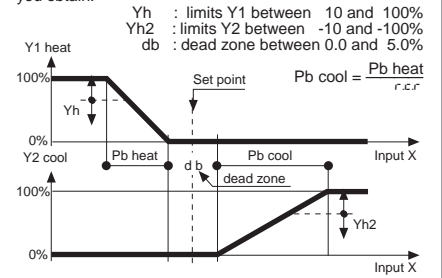 Yh : limits Y1 between 10 and 100%
Yh2 : limits Y2 between -10 and -100%
db : dead zone between 0.0 and 5.0%
Y1 heat
100%
Set point
Pb cool = Pb heat
Yh
0%
Y2 cool
Pb heat
d b
Pb cool
Input X
dead zone
100%
Yh2
0%
Input X